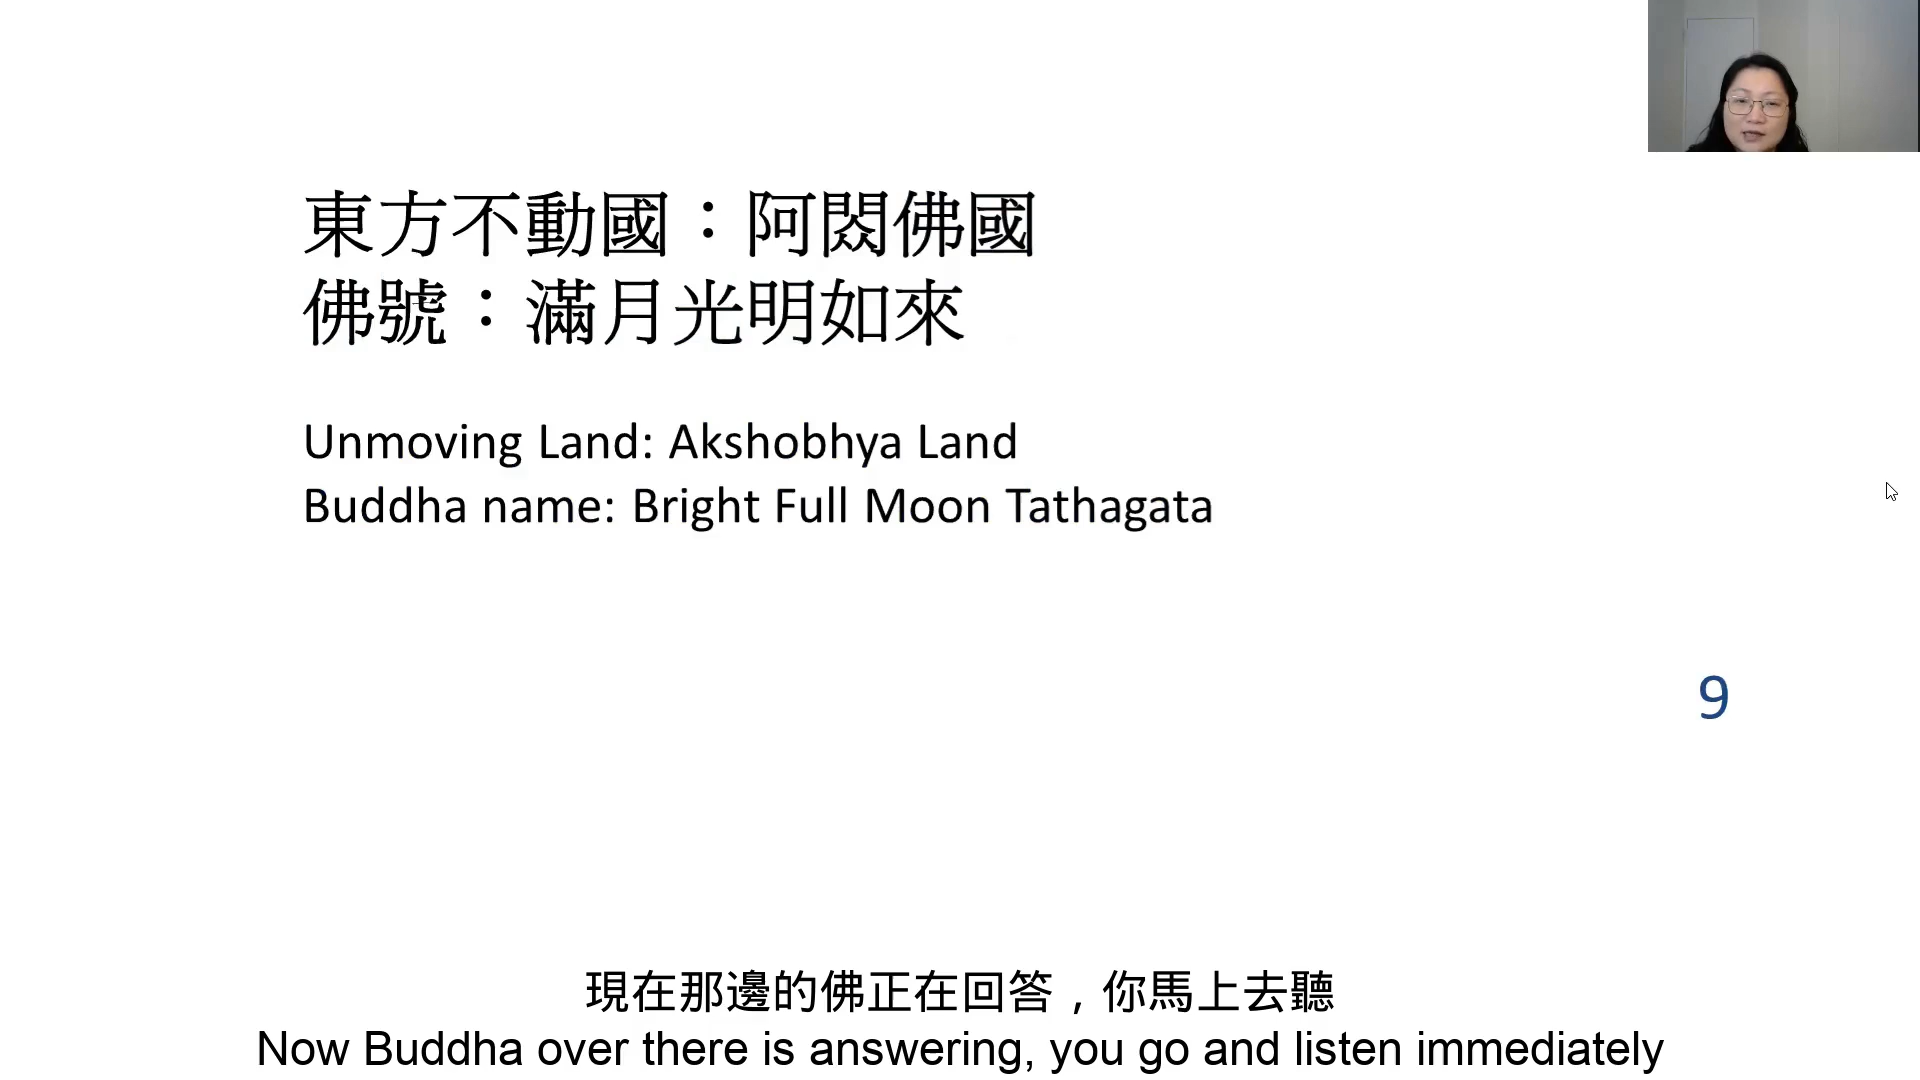 東方不動國：阿閦佛國
佛號：滿月光明如來
Unmoving Land: Akshobhya Land
Buddha name: Bright Full Moon Tathagata
9
現在那邊的佛正在回答，你馬上去聽
Now Buddha over there is answering, you go and listen immediately